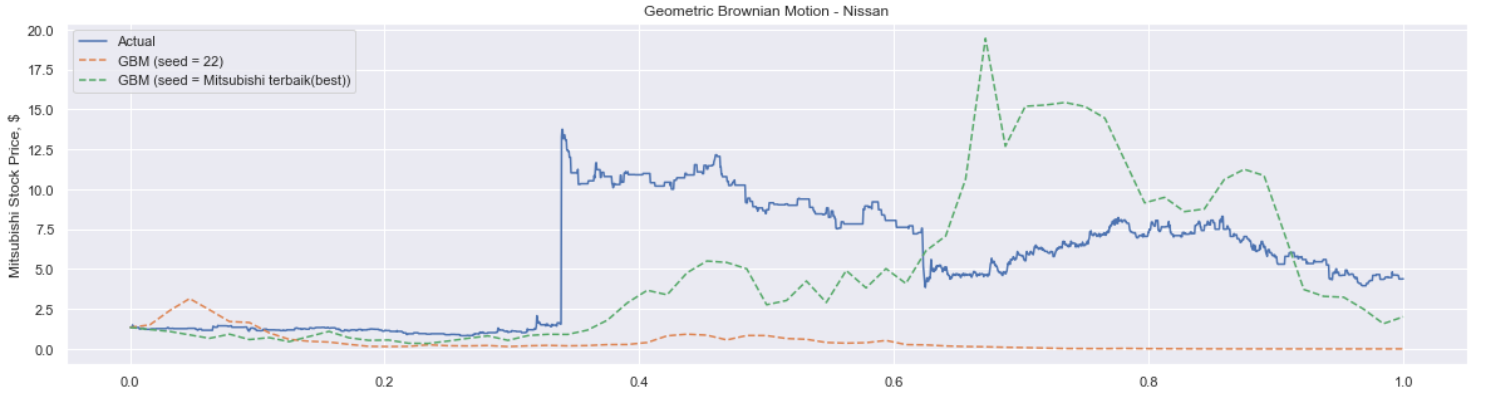 Geometric Brownian Motion - Nissan
Mitsubishi Stock Price, $
20.0
17.5
15.0
12.5
10.0
7.5
5.0
2.5
0.0
Actual
GBM (seed = 22)
GBM (seed = Mitsubishi terbaik(best))
0.0 0.2 0.4 0.6 0.8 1.0